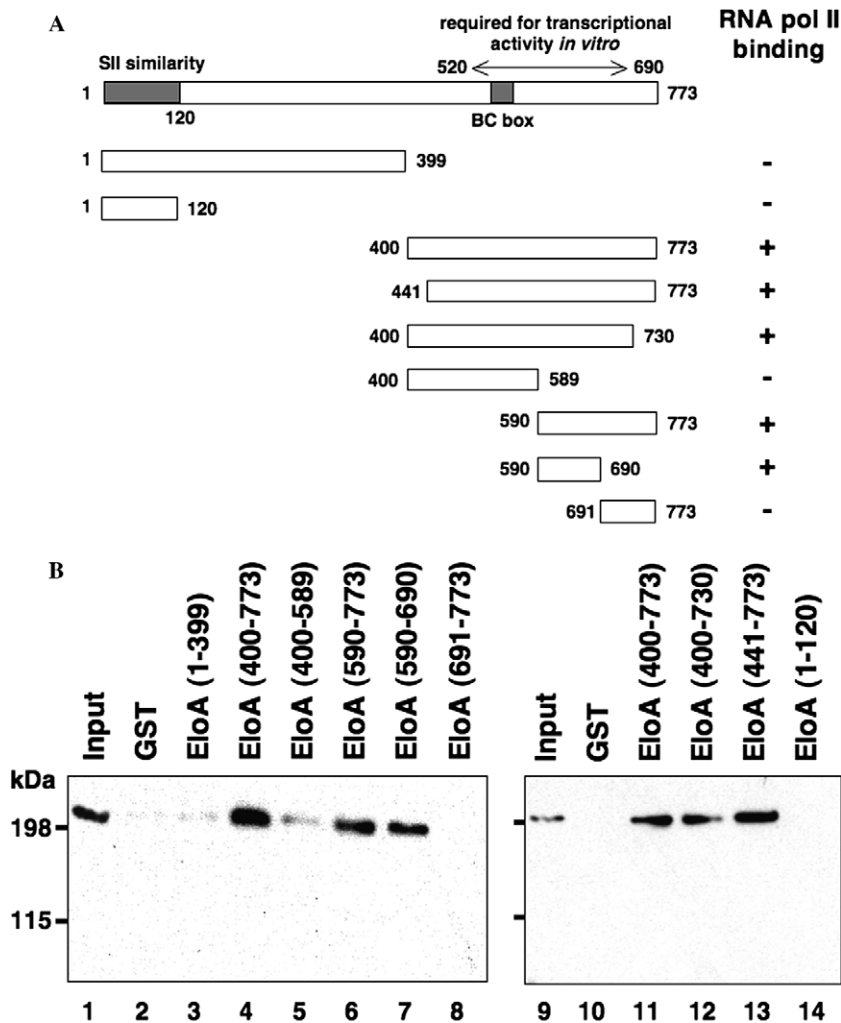 A
required for transcriptional
activity in vitro
RNA pol II
binding
SII similarity
520
690
1
773
120
BC box
1
399
-
1
120
-
400
773
+
441
773
+
400
730
+
400
589
-
590
773
+
590
690
+
691
773
-
B
Input
GST
EloA (1-399)
EloA (400-773)
EloA (400-589)
EloA (590-773)
EloA (590-690)
EloA (691-773)
Input
GST
EloA (400-773)
EloA (400-730)
EloA (441-773)
EloA (1-120)
kDa
198
115
1 2 3 4 5 6 7 8
9 10 11 12 13 14